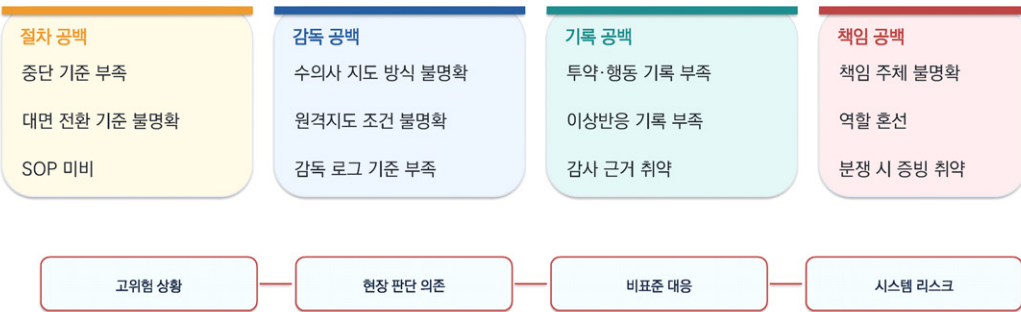 절차 공백
중단 기준 부족
대면 전환 기준 불명확
SOP 미비
감독 공백
수의사 지도 방식 불명확
원격지도 조건 불명확
감독 로그 기준 부족
기록 공백
투약·행동 기록 부족
이상반응 기록 부족
감사 근거 취약
책임 공백
책임 주체 불명확
역할 혼선
분쟁 시 증빙 취약
고위험 상황
현장 판단 의존
비표준 대응
시스템 리스크